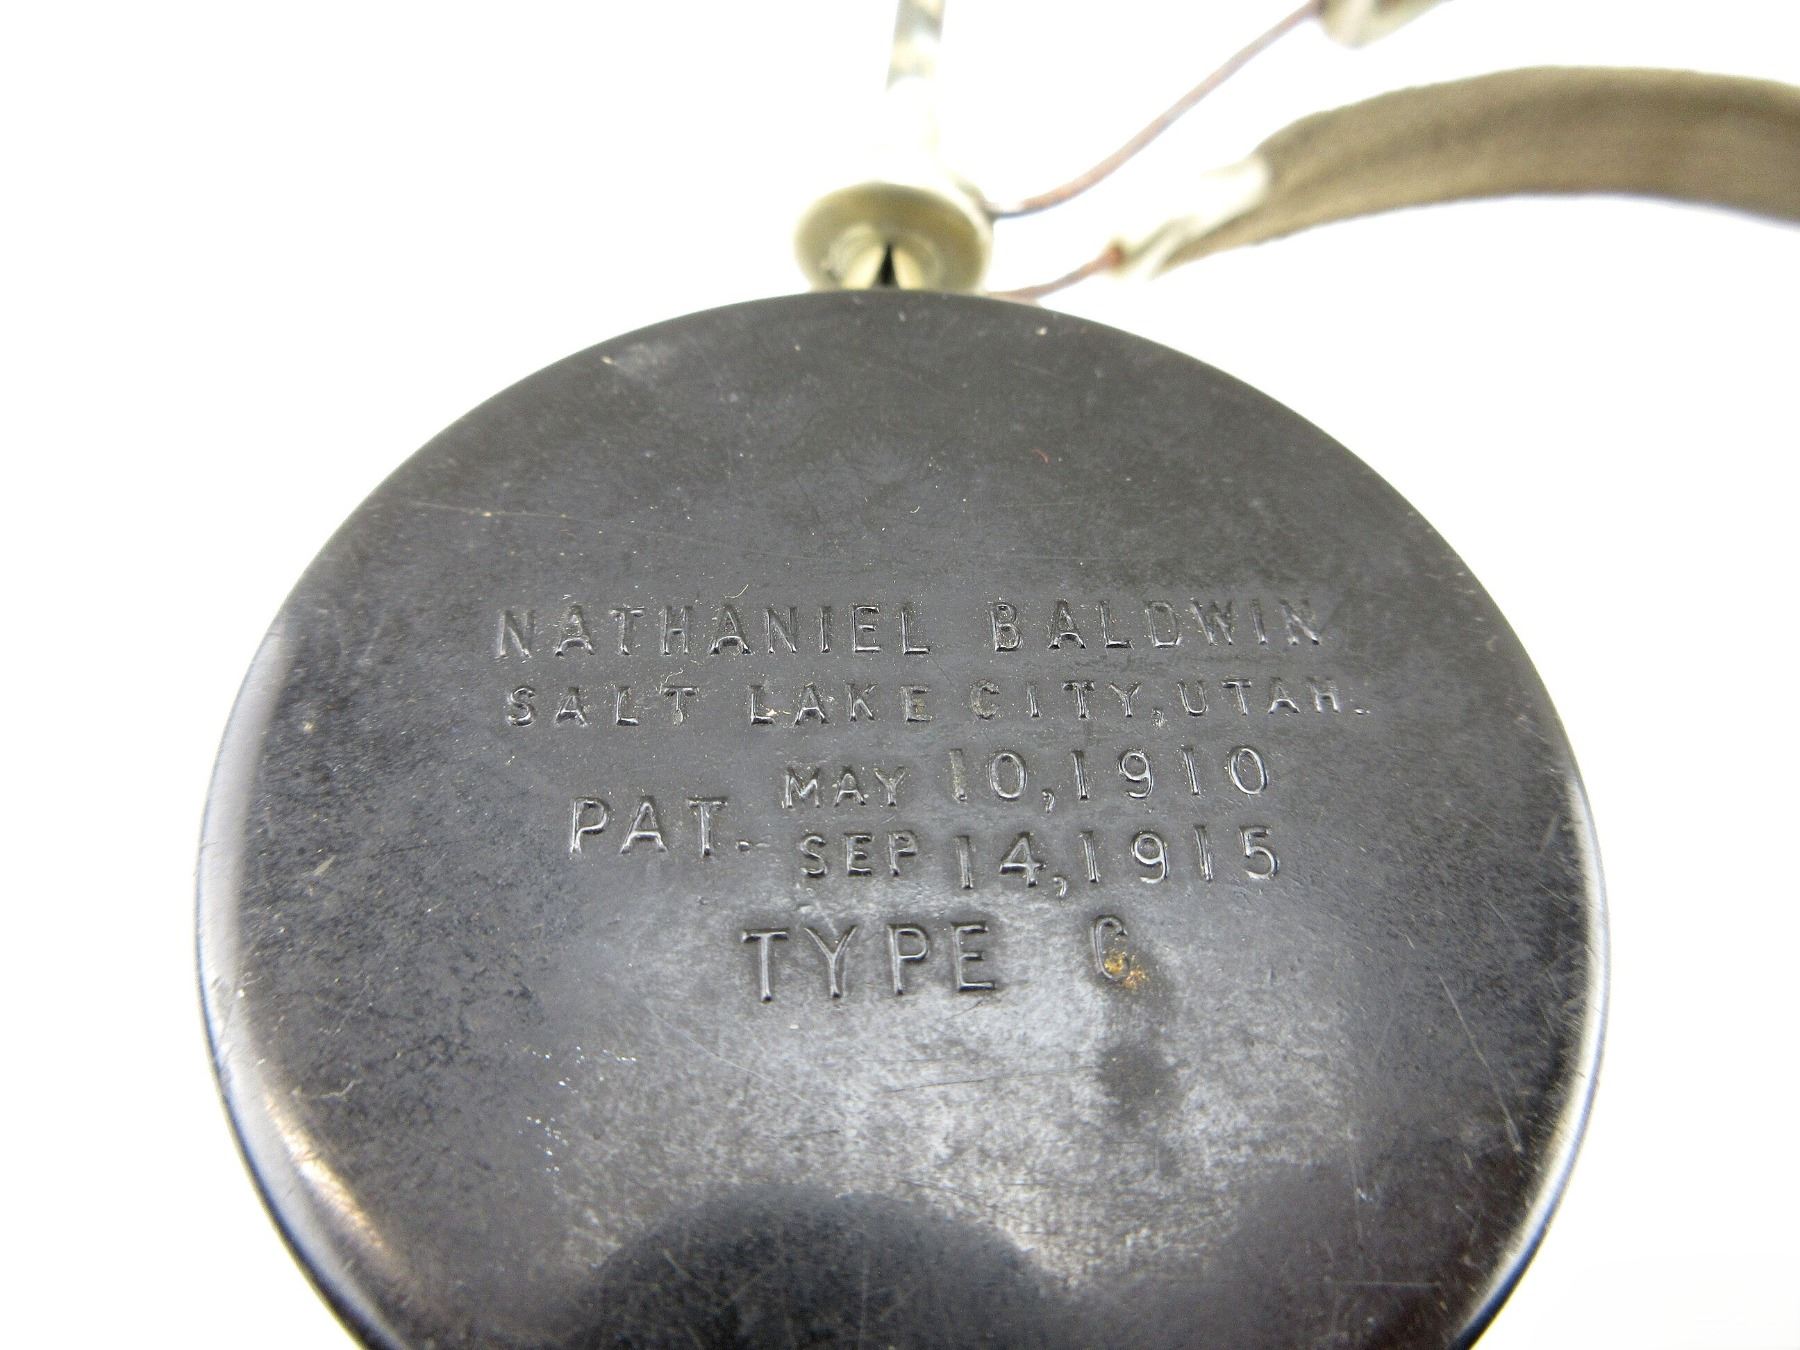 NATHANIEL BALDWIN
SALT LAKE CITY, UTAH.
PAT. MAY 10, 1910
SEP 14, 1915
TYPE C